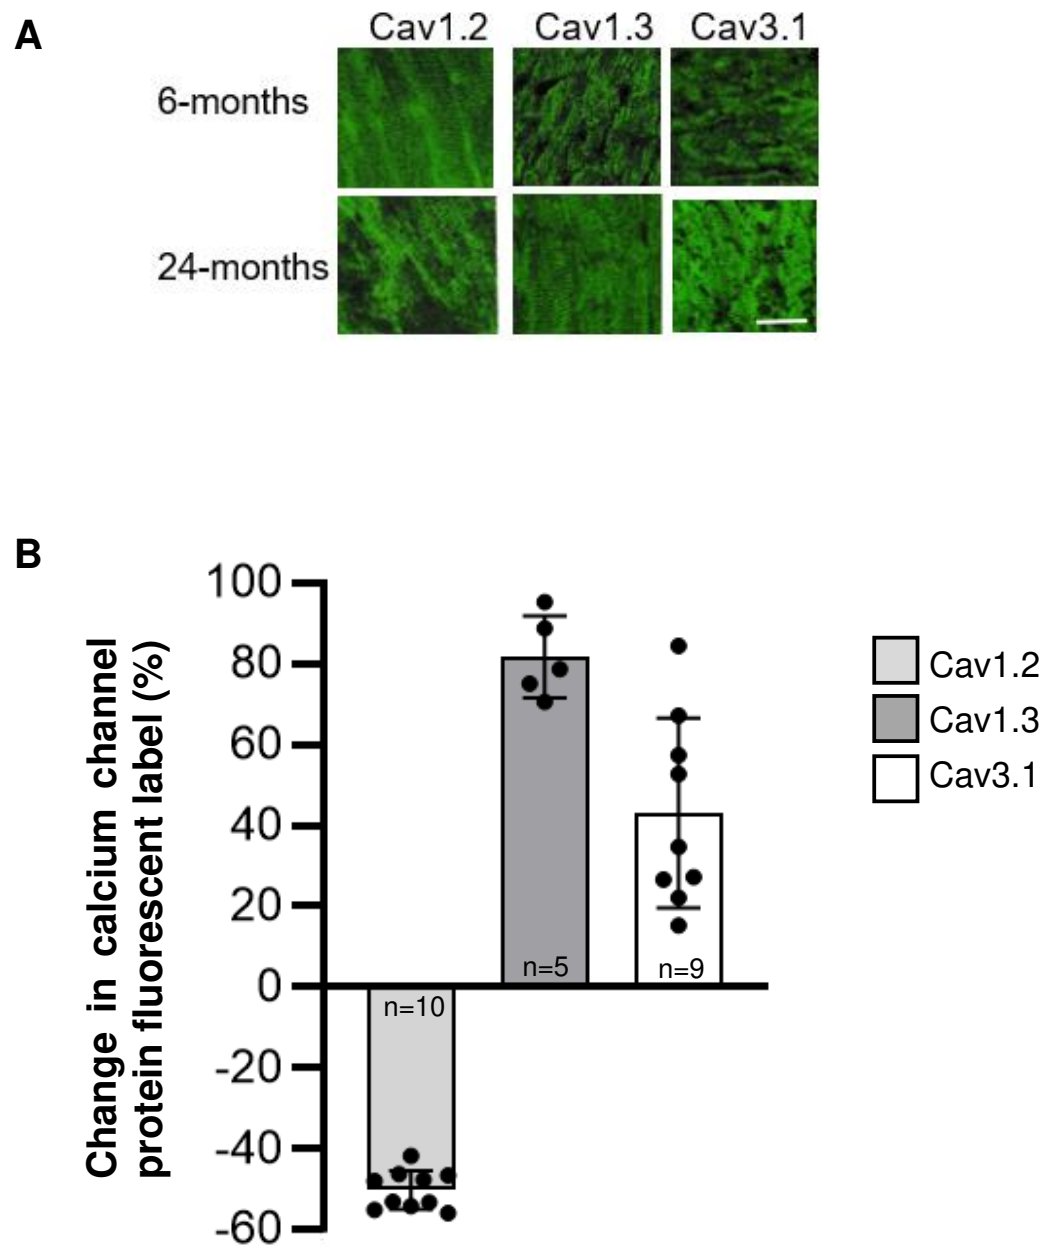 A
Cav1.2 Cav1.3 Cav3.1
6-months
24-months
B
Change in calcium channel
protein fluorescent label (%)
100
80
60
40
20
0
-20
-40
-60
n=10
n=5
n=9
Cav1.2
Cav1.3
Cav3.1